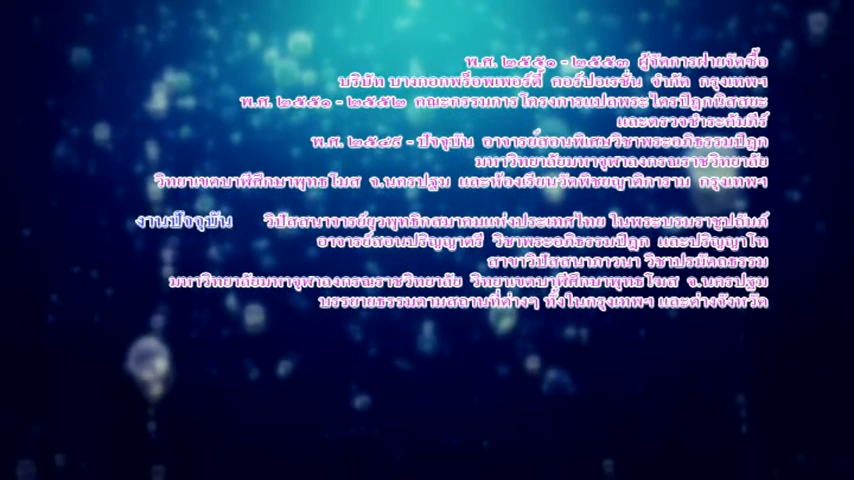 พ.ศ. ๒๕๕๑ - ๒๕๕๓ ผู้จัดการฝ่ายจัดซื้อ
บริษัท บางกอกพร็อพเพอร์ตี้ คอร์ปอเรชั่น จำกัด กรุงเทพฯ
พ.ศ. ๒๕๕๑ - ๒๕๕๒ คณะกรรมการโครงการแปลพระไตรปิฎกนิสสยะ
และตรวจชำระคัมภีร์
พ.ศ. ๒๕๔๙ - ปัจจุบัน อาจารย์สอนพิเศษวิชาพระอภิธรรมปิฎก
มหาวิทยาลัยมหาจุฬาลงกรณราชวิทยาลัย
วิทยาเขตบาฬีศึกษาพุทธโฆส จ.นครปฐม และห้องเรียนวัดพิชยญาติการาม กรุงเทพฯ
งานปัจจุบัน วิปัสสนาจารย์ยุวพุทธิกสมาคมแห่งประเทศไทย ในพระบรมราชูปถัมภ์
อาจารย์สอนปริญญาตรี วิชาพระอภิธรรมปิฎก และปริญญาโท
สาขาวิปัสสนาภาวนา วิชาปรมัตถธรรม
มหาวิทยาลัยมหาจุฬาลงกรณราชวิทยาลัย วิทยาเขตบาฬีศึกษาพุทธโฆส จ.นครปฐม
บรรยายธรรมตามสถานที่ต่างๆ ทั้งในกรุงเทพฯ และต่างจังหวัด